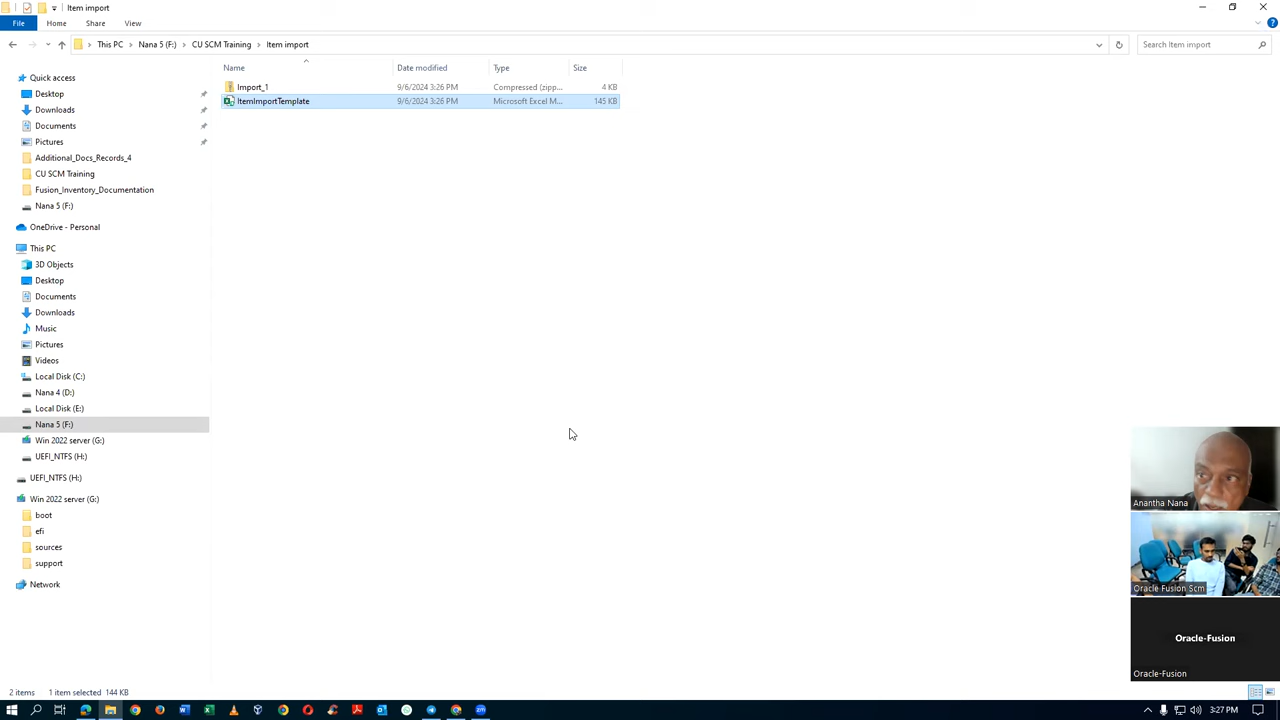 Item import
File
Home
Share
View
This PC
Nana 5 (F:)
CU SCM Training
Item import
Search Item import
Name
Date modified
Type
Size
Import_1
9/6/2024 3:26 PM
Compressed (zipp...
4 KB
ItemImportTemplate
9/6/2024 3:26 PM
Microsoft Excel M...
145 KB
Quick access
Desktop
Downloads
Documents
Pictures
Additional_Docs_Records_4
CU SCM Training
Fusion_Inventory_Documentation
Nana 5 (F:)
OneDrive - Personal
This PC
3D Objects
Desktop
Documents
Downloads
Music
Pictures
Videos
Local Disk (C:)
Nana 4 (D:)
Local Disk (E:)
Nana 5 (F:)
Win 2022 server (G:)
UEFI_NTFS (H:)
UEFI_NTFS (H:)
Win 2022 server (G:)
boot
efi
sources
support
Network
Anantha Nana
Oracle Fusion Scm
Oracle-Fusion
Oracle-Fusion
2 items
1 item selected 144 KB
3:27 PM